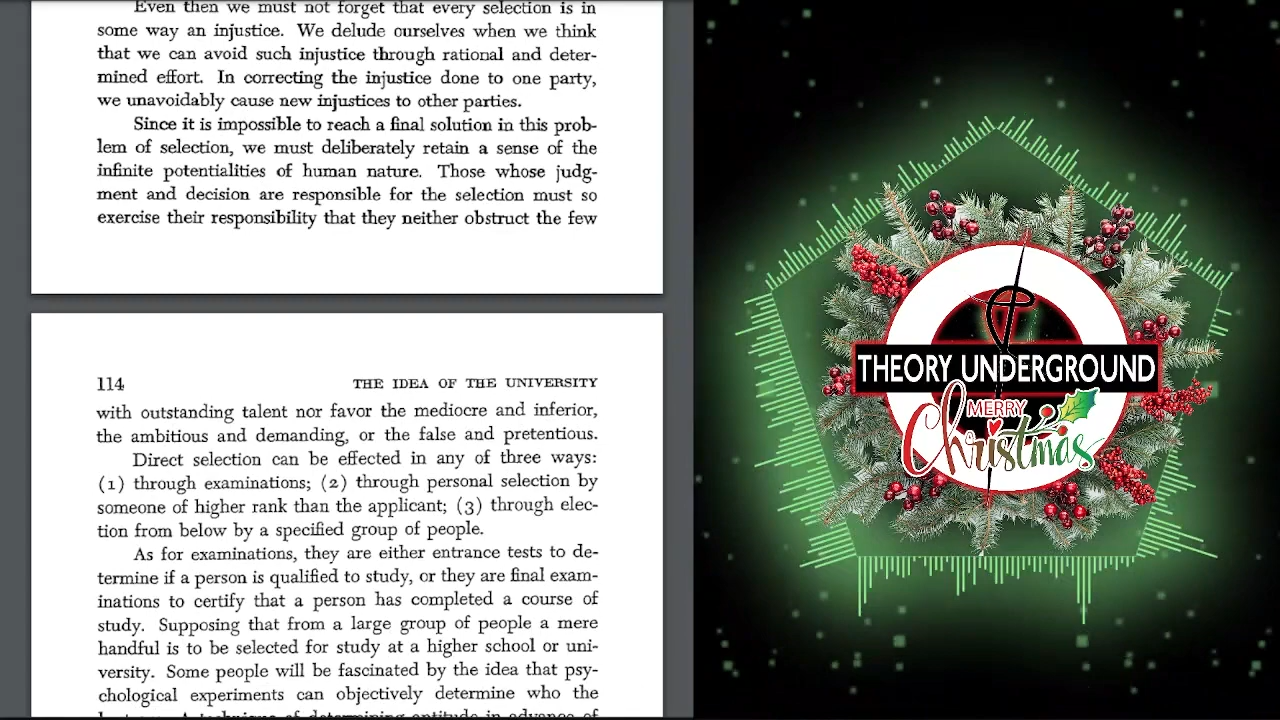 Even then we must not forget that every selection is in
some way an injustice. We delude ourselves when we think
that we can avoid such injustice through rational and deter-
mined effort. In correcting the injustice done to one party,
we unavoidably cause new injustices to other parties.
Since it is impossible to reach a final solution in this prob-
lem of selection, we must deliberately retain a sense of the
infinite potentialities of human nature. Those whose judg-
ment and decision are responsible for the selection must so
exercise their responsibility that they neither obstruct the few
114 THE IDEA OF THE UNIVERSITY
with outstanding talent nor favor the mediocre and inferior,
the ambitious and demanding, or the false and pretentious.
Direct selection can be effected in any of three ways:
(1) through examinations; (2) through personal selection by
someone of higher rank than the applicant; (3) through elec-
tion from below by a specified group of people.
As for examinations, they are either entrance tests to de-
termine if a person is qualified to study, or they are final exam-
inations to certify that a person has completed a course of
study. Supposing that from a large group of people a mere
handful is to be selected for study at a higher school or uni-
versity. Some people will be fascinated by the idea that psy-
chological experiments can objectively determine who the
THEORY UNDERGROUND
MERRY
Christmas